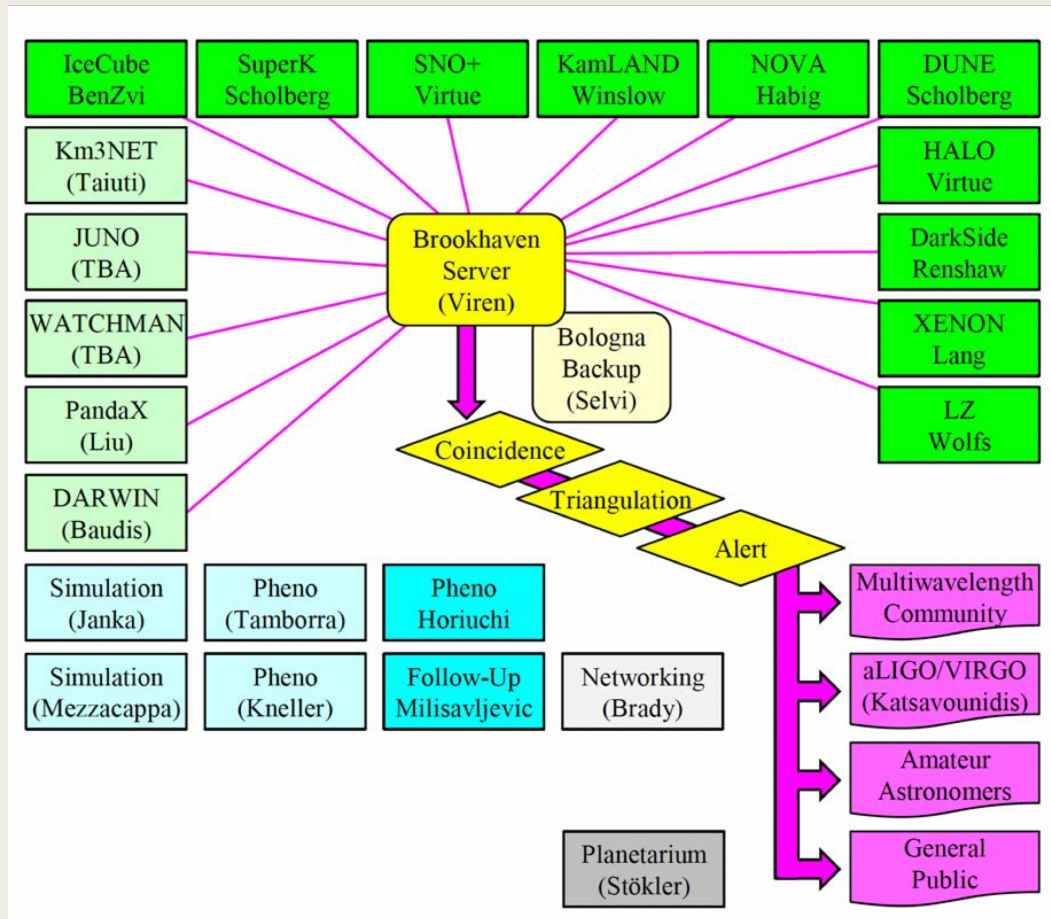 IceCube
BenZvi
SuperK
Scholberg
SNO+
Virtue
KamLAND
Winslow
NOVA
Habig
DUNE
Scholberg
Km3NET
(Taiuti)
HALO
Virtue
JUNO
(TBA)
Brookhaven
Server
(Viren)
DarkSide
Renshaw
WATCHMAN
(TBA)
Bologna
Backup
(Selvi)
XENON
Lang
PandaX
(Liu)
LZ
Wolfs
Coincidence
DARWIN
(Baudis)
Triangulation
Alert
Simulation
(Janka)
Pheno
(Tamborra)
Pheno
Horiuchi
Multiwavelength
Community
Simulation
(Mezzacappa)
Pheno
(Kneller)
Follow-Up
Milisavljevic
Networking
(Brady)
aLIGO/VIRGO
(Katsavounidis)
Amateur
Astronomers
Planetarium
(Stökler)
General
Public